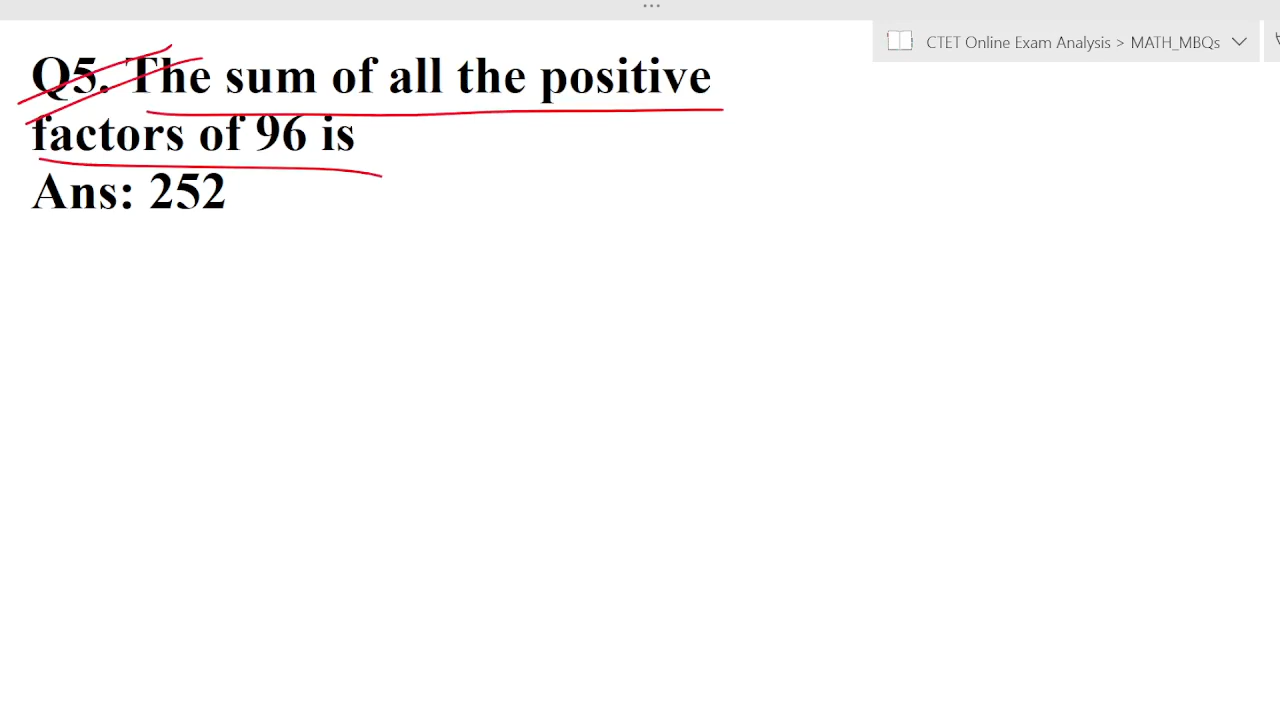 CTET Online Exam Analysis > MATH_MBQs
Q5. The sum of all the positive
factors of 96 is
Ans: 252